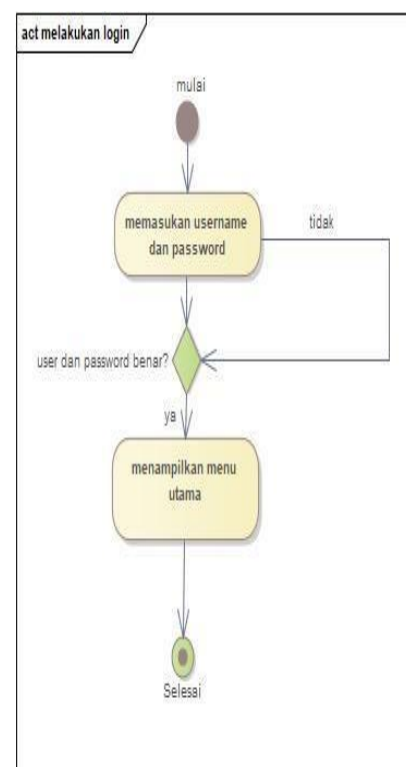 act melakukan login
mulai
memasukan username
dan password
tidak
user dan password benar?
ya
menampilkan menu
utama
Selesai